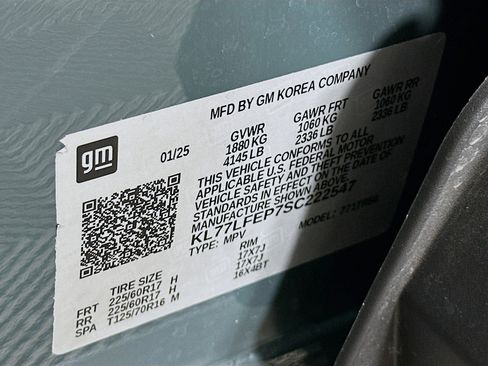 MFD BY GM KOREA COMPANY
gm
01/25
GVWR GAWR FRT GAWR RR
1880 KG 1060 KG 1060 KG
4145 LB 2336 LB 2336 LB
THIS VEHICLE CONFORMS TO ALL
APPLICABLE U.S. FEDERAL MOTOR
VEHICLE SAFETY AND THEFT PREVENTION
STANDARDS IN EFFECT ON THE DATE OF
MANUFACTURE SHOWN ABOVE.
KL77LFEP7SC222547
TYPE: MPV MODEL:
TIRE SIZE RIM
FRT 225/60R17 H 17X7J
RR 225/60R17 H 17X7J
SPA T125/70R16 M 16X4BT